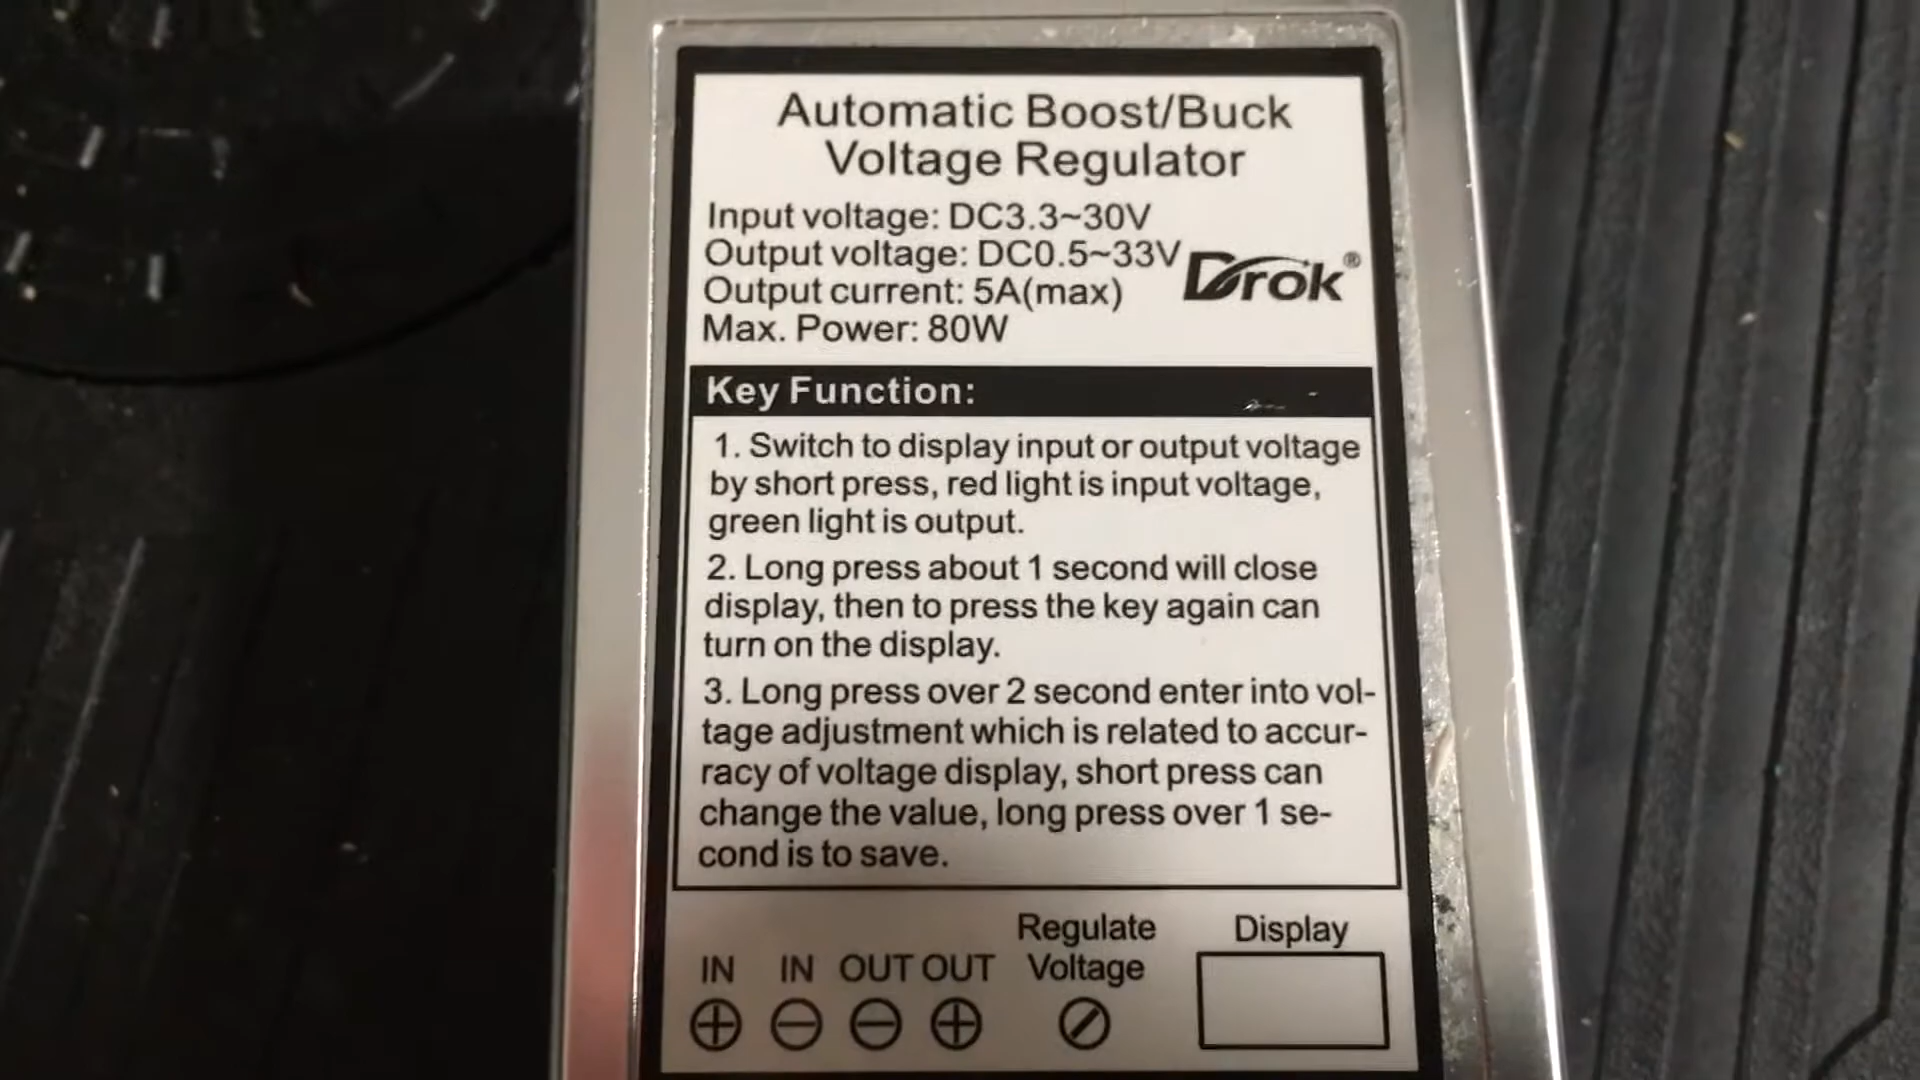 Automatic Boost/Buck
Voltage Regulator
Input voltage: DC3.3~30V
Output voltage: DC0.5~33V
Drok®
Output current: 5A(max)
Max. Power: 80W
Key Function:
1. Switch to display input or output voltage
by short press, red light is input voltage,
green light is output.
2. Long press about 1 second will close
display, then to press the key again can
turn on the display.
3. Long press over 2 second enter into vol-
tage adjustment which is related to accur-
racy of voltage display, short press can
change the value, long press over 1 se-
cond is to save.
Regulate Display
IN IN OUT OUT Voltage